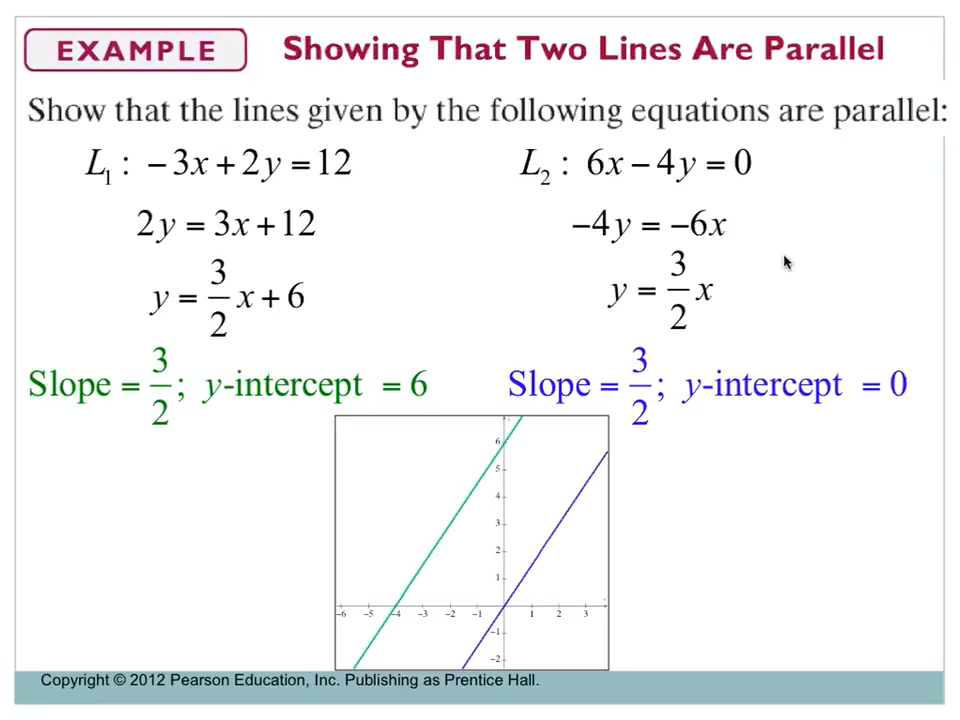 EXAMPLE Showing That Two Lines Are Parallel
Show that the lines given by the following equations are parallel:
L₁ : −3x + 2y = 12
2y = 3x + 12
y = 3/2 x + 6
Slope = 3/2 ; y-intercept = 6
L₂ : 6x − 4y = 0
−4y = −6x
y = 3/2 x
Slope = 3/2 ; y-intercept = 0
6
5
4
3
2
1
−6 −5 −4 −3 −2 −1 1 2 3
−1
−2
Copyright © 2012 Pearson Education, Inc. Publishing as Prentice Hall.